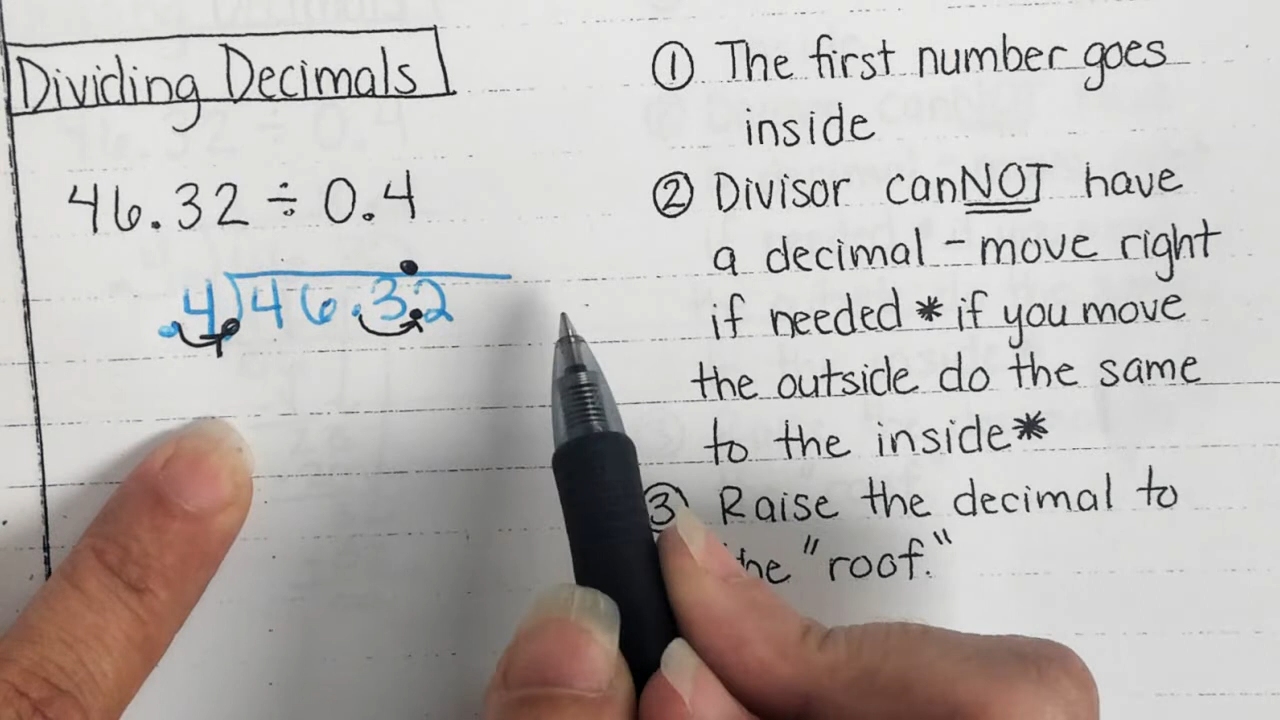 Dividing Decimals
46.32 ÷ 0.4
.4)46.32
① The first number goes
inside
② Divisor canNOT have
a decimal - move right
if needed * if you move
the outside do the same
to the inside*
③ Raise the decimal to
the "roof."